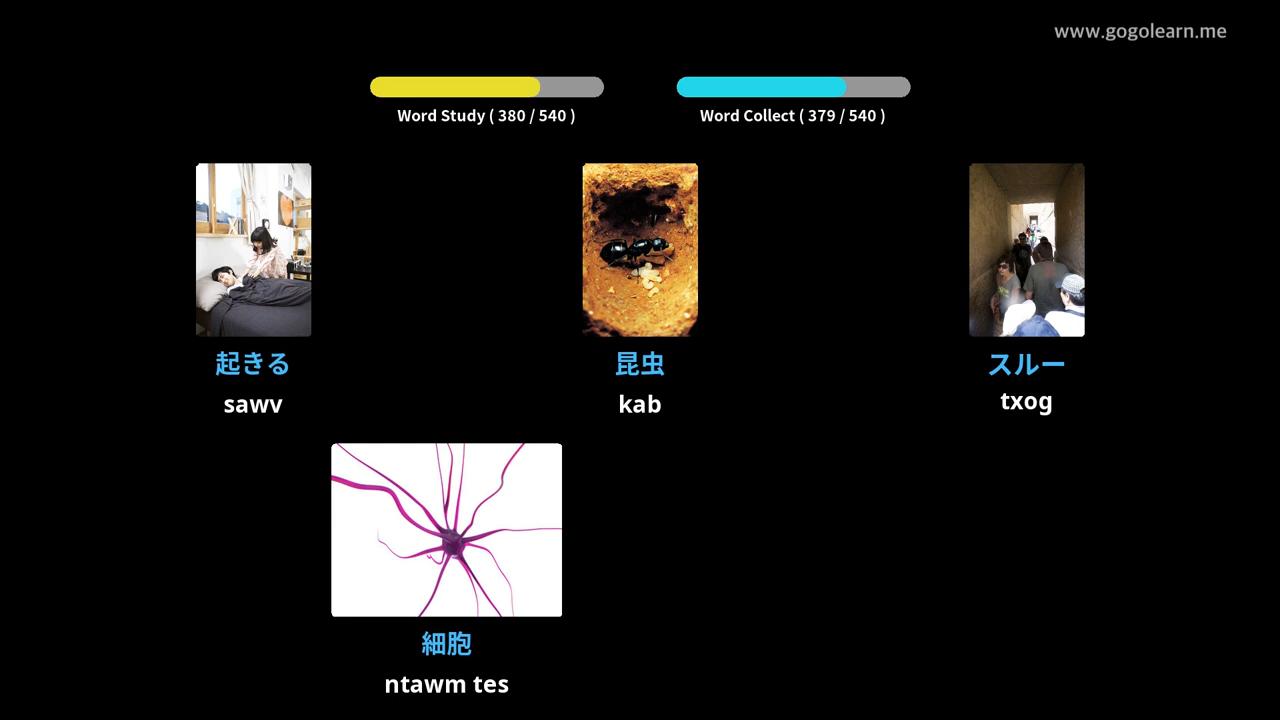 www.gogolearn.me
Word Study ( 380 / 540 )
Word Collect ( 379 / 540 )
起きる
sawv
昆虫
kab
スルー
txog
細胞
ntawm tes